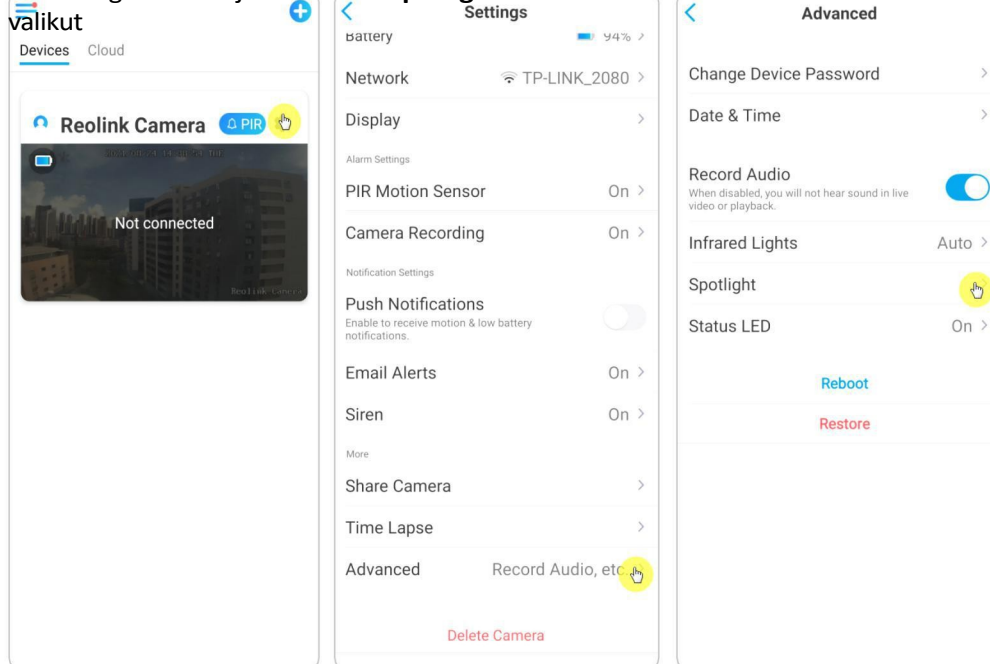 valikut
Devices Cloud
Reolink Camera PIR
Not connected
Reolink Camera
Settings
Battery 94% >
Network TP-LINK_2080 >
Display >
Alarm Settings
PIR Motion Sensor On >
Camera Recording On >
Notification Settings
Push Notifications
Enable to receive motion & low battery
notifications.
Email Alerts On >
Siren On >
More
Share Camera >
Time Lapse >
Advanced Record Audio, etc.
Delete Camera
Advanced
Change Device Password >
Date & Time >
Record Audio
When disabled, you will not hear sound in live
video or playback.
Infrared Lights Auto >
Spotlight
Status LED On >
Reboot
Restore